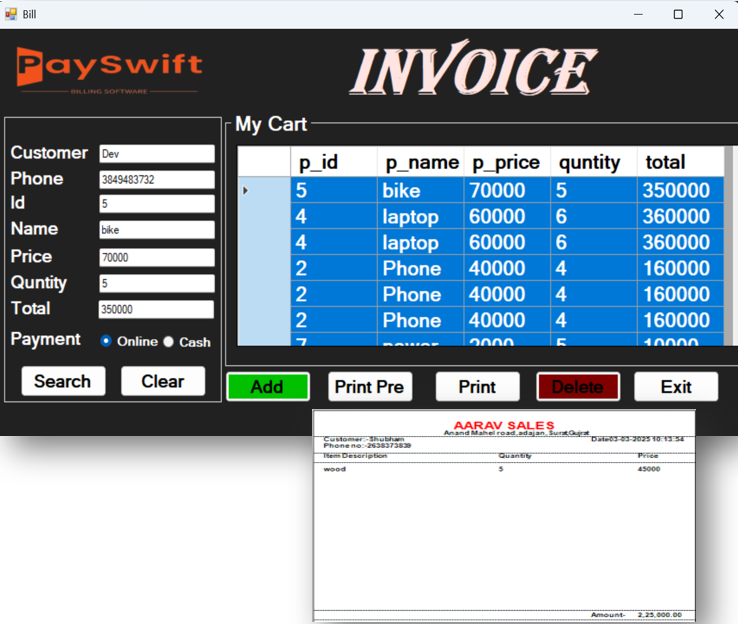 Bill
PaySwift
BILLING SOFTWARE
INVOICE
Customer Dev
Phone 3849483732
Id 5
Name bike
Price 70000
Quntity 5
Total 350000
Payment Online Cash
Search Clear
My Cart
p_id p_name p_price quntity total
5 bike 70000 5 350000
4 laptop 60000 6 360000
4 laptop 60000 6 360000
2 Phone 40000 4 160000
2 Phone 40000 4 160000
2 Phone 40000 4 160000
7 power 2000 5 10000
Add Print Pre Print Delete Exit
AARAV SALES
Anand Mahel road,adajan, Surat,Gujrat
Customer:-Shubham Date03-03-2025 10:13:54
Phone no:-2638373839
Item Description Quantity Price
wood 5 45000
Amount- 2,25,000.00